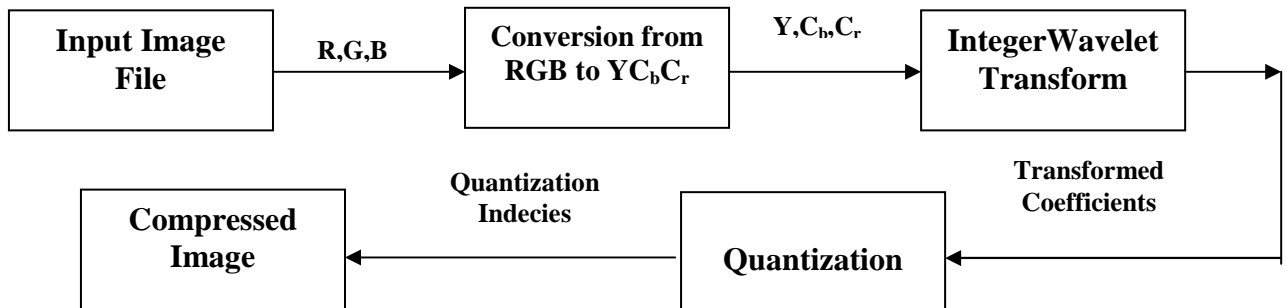 Input Image
File
R,G,B
Conversion from
RGB to YCbCr
Y,Cb,Cr
IntegerWavelet
Transform
Transformed
Coefficients
Quantization
Quantization
Indecies
Compressed
Image